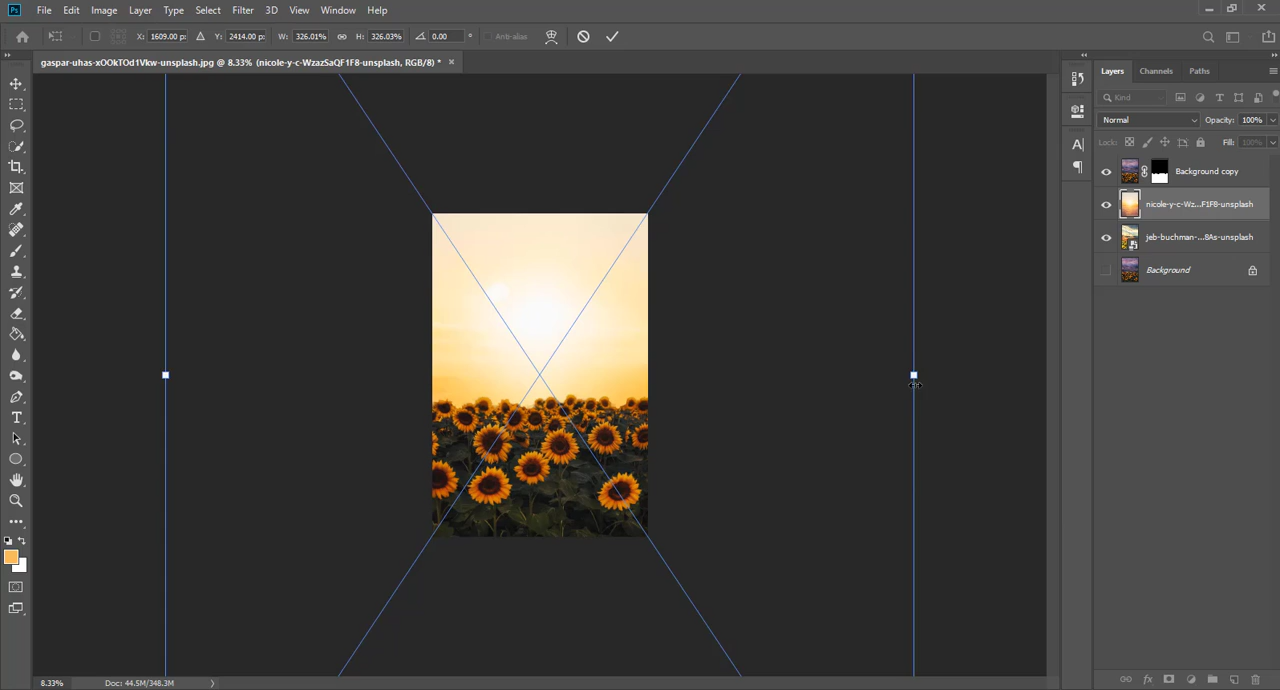 Ps File Edit Image Layer Type Select Filter 3D View Window Help
X: 1609.00 px Y: 2414.00 px W: 326.01% H: 326.03% 0.00 ° Anti-alias
gaspar-uhas-xOOkTOd1Vkw-unsplash.jpg @ 8.33% (nicole-y-c-WzazSaQF1F8-unsplash, RGB/8) *
Layers Channels Paths
Kind
Normal Opacity: 100%
Lock: Fill: 100%
Background copy
nicole-y-c-Wz...F1F8-unsplash
jeb-buchman-...8As-unsplash
Background
8.33% Doc: 44.5M/348.3M